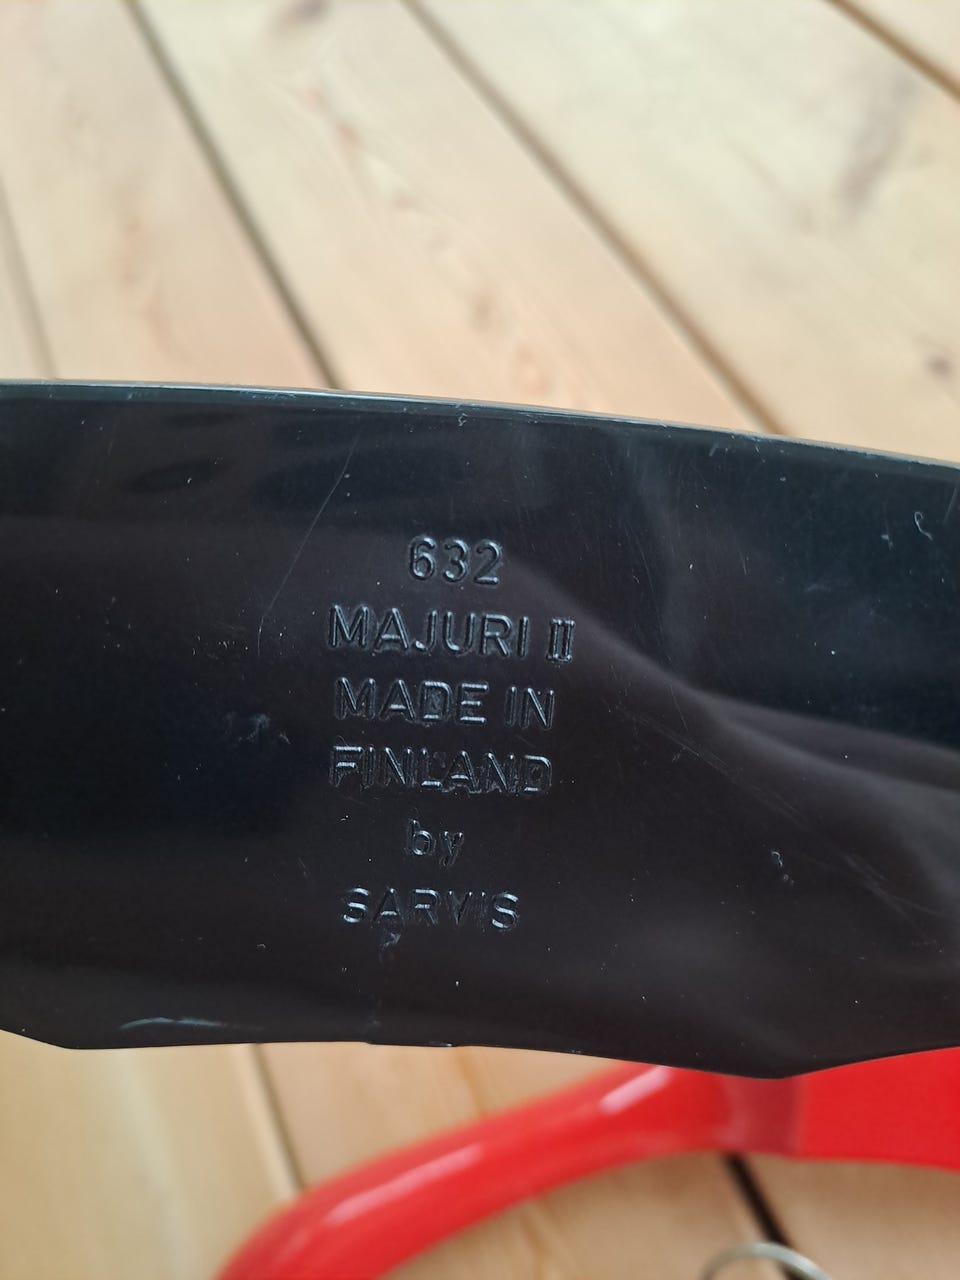 632
MAJURI II
MADE IN
FINLAND
by
SARVIS